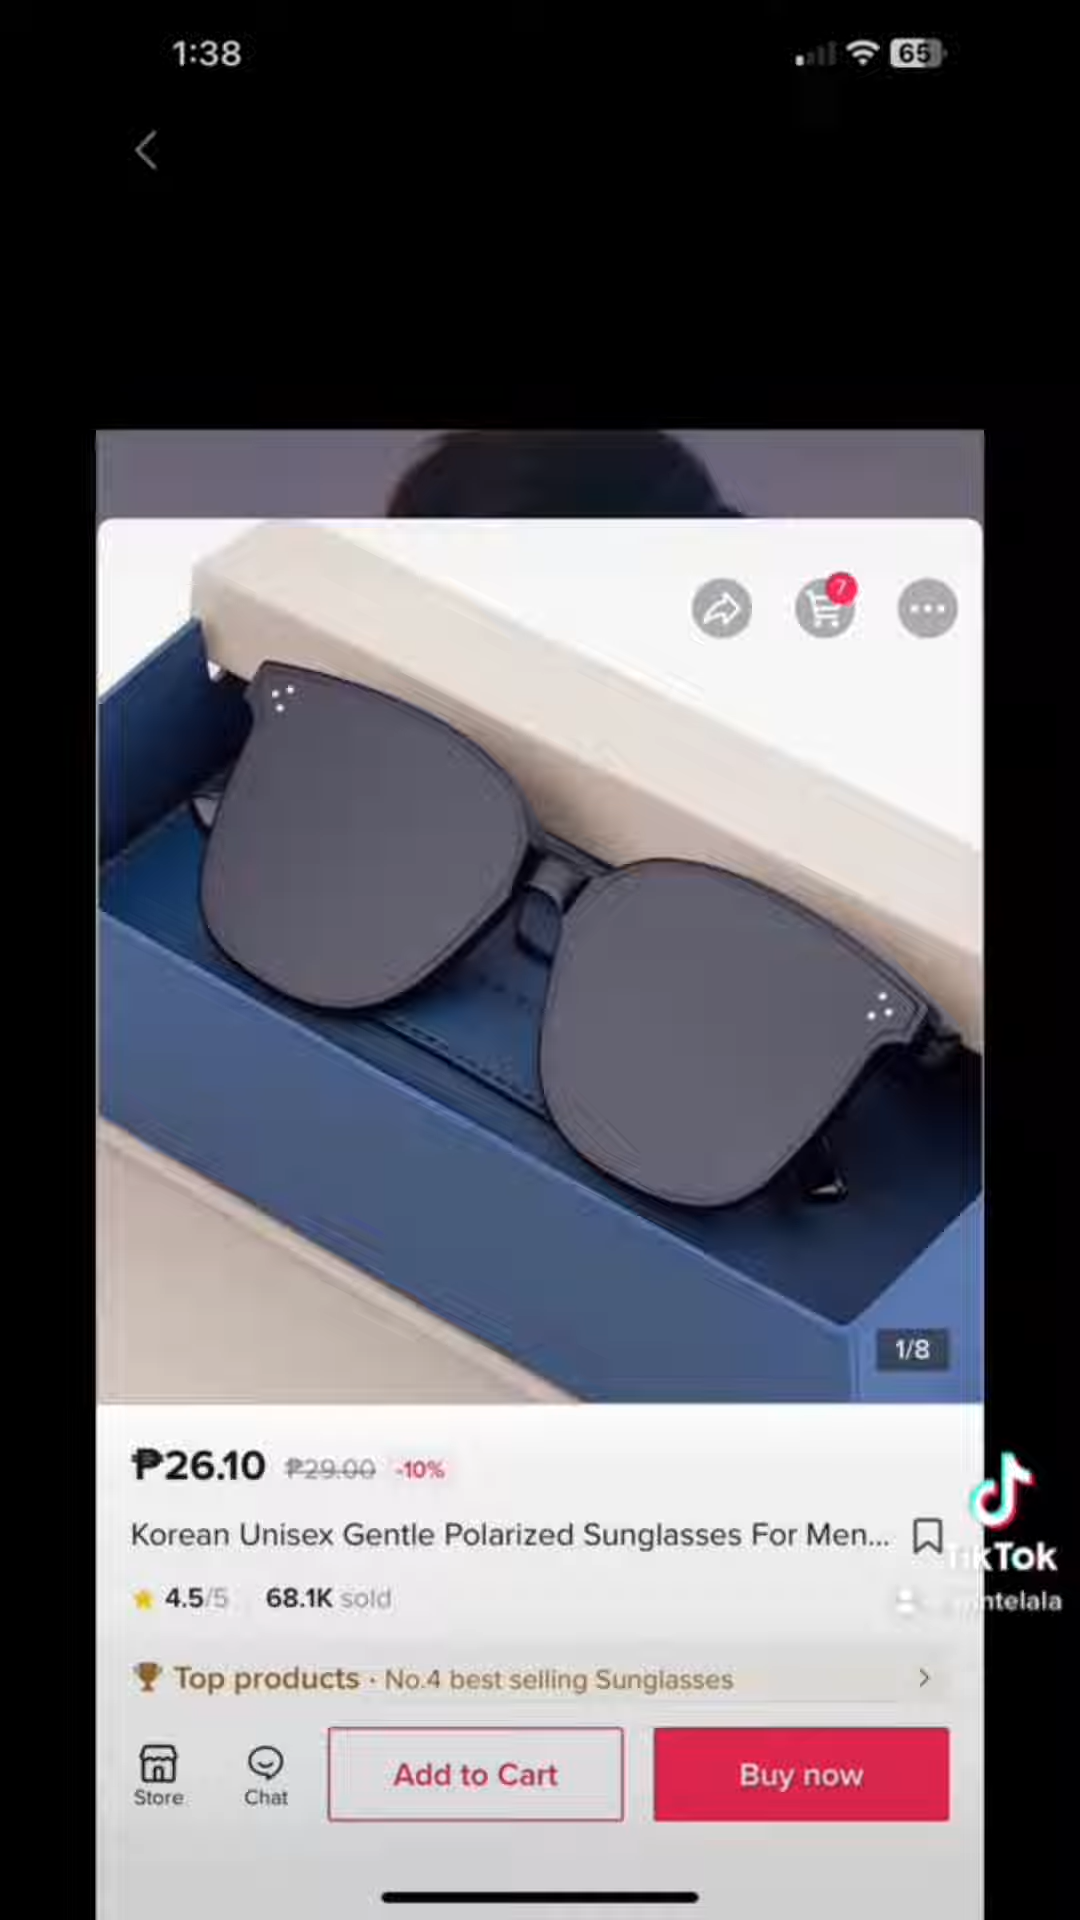 1:38
65
7
1/8
₱26.10 ₱29.00 -10%
Korean Unisex Gentle Polarized Sunglasses For Men...
4.5/5 68.1K sold
TikTok
Top products · No.4 best selling Sunglasses
Store
Chat
Add to Cart
Buy now